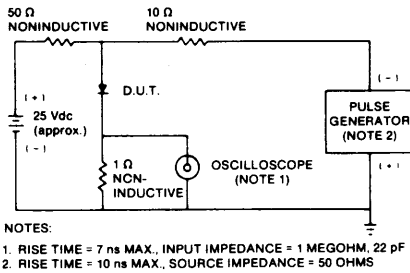 50 Ω
NONINDUCTIVE
10 Ω
NONINDUCTIVE
(+)
25 Vdc
(approx.)
(-)
D.U.T.
1 Ω
NCN-
INDUCTIVE
OSCILLOSCOPE
(NOTE 1)
(-)
PULSE
GENERATOR
(NOTE 2)
(+)
NOTES:
1. RISE TIME = 7 ns MAX., INPUT IMPEDANCE = 1 MEGOHM, 22 pF
2. RISE TIME = 10 ns MAX., SOURCE IMPEDANCE = 50 OHMS